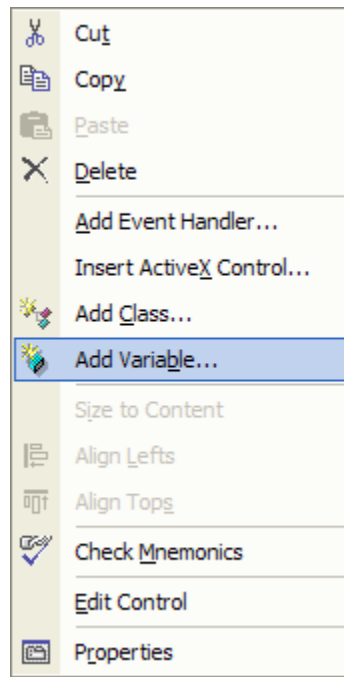 Cut
Copy
Paste
Delete
Add Event Handler...
Insert ActiveX Control...
Add Class...
Add Variable...
Size to Content
Align Lefts
Align Tops
Check Mnemonics
Edit Control
Properties